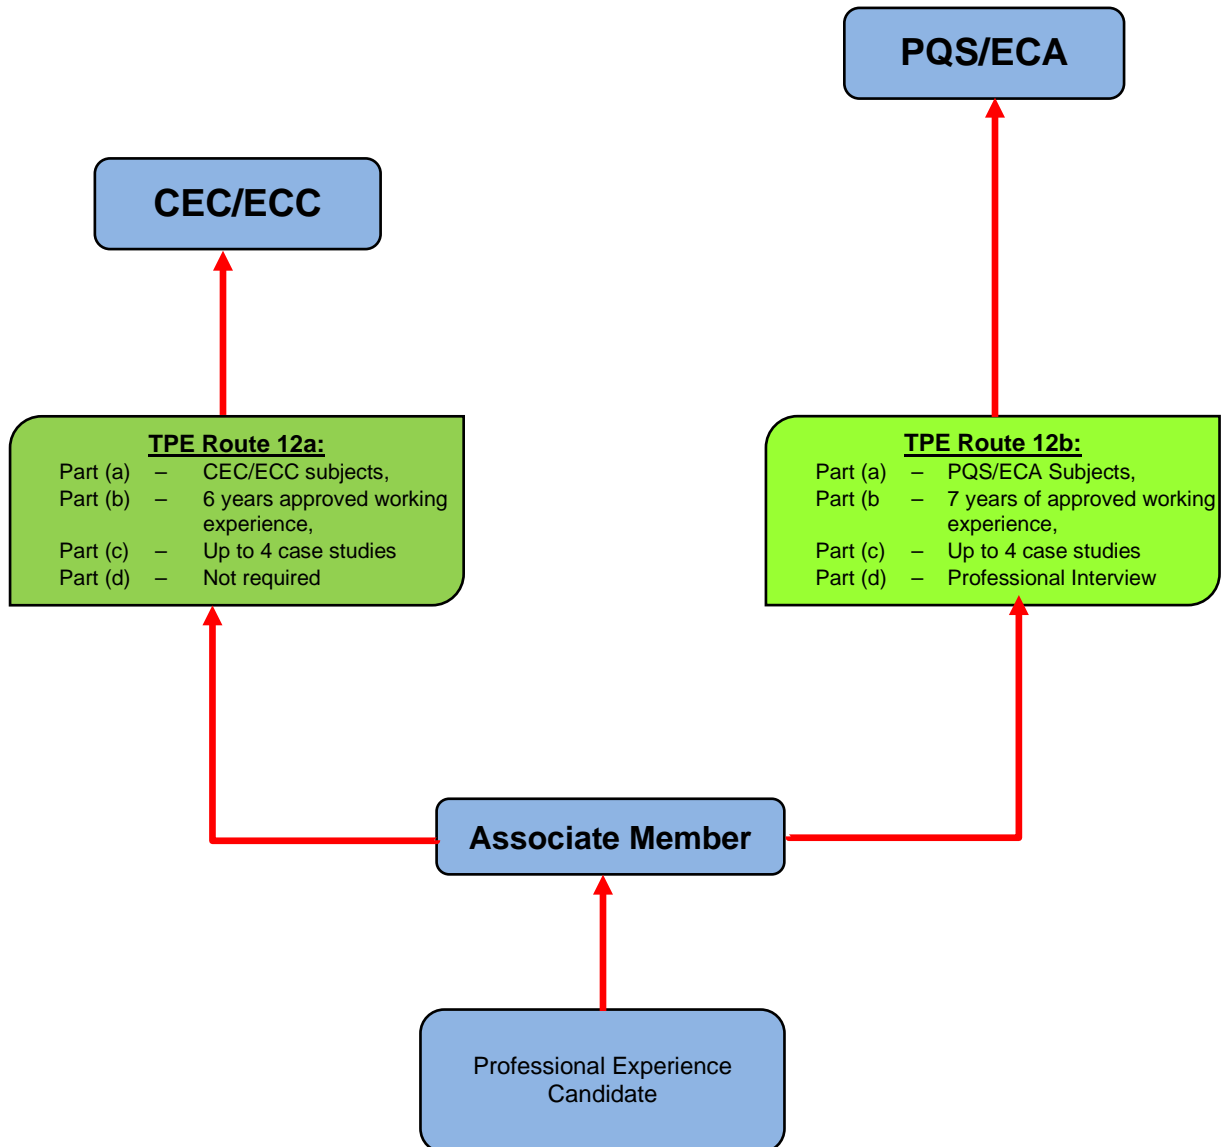 PQS/ECA
CEC/ECC
TPE Route 12a:
Part (a) – CEC/ECC subjects,
Part (b) – 6 years approved working
experience,
Part (c) – Up to 4 case studies
Part (d) – Not required
TPE Route 12b:
Part (a) – PQS/ECA Subjects,
Part (b – 7 years of approved working
experience,
Part (c) – Up to 4 case studies
Part (d) – Professional Interview
Associate Member
Professional Experience
Candidate